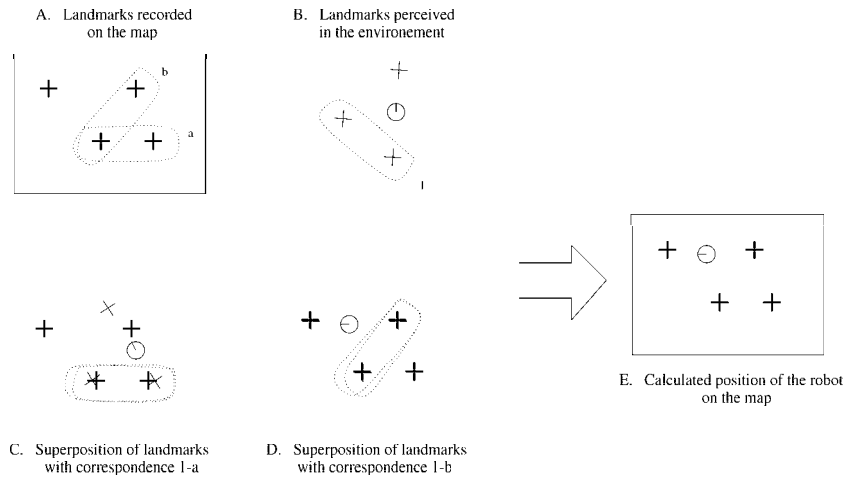 A. Landmarks recorded
on the map
B. Landmarks perceived
in the environement
b
a
1
C. Superposition of landmarks
with correspondence 1-a
D. Superposition of landmarks
with correspondence 1-b
E. Calculated position of the robot
on the map